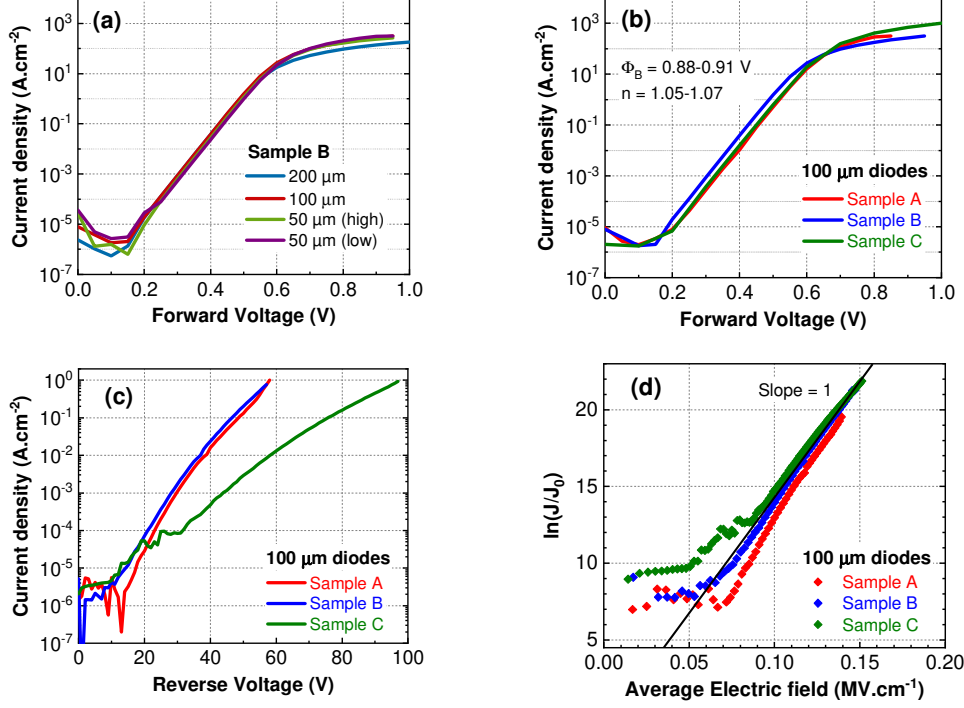 (a)
Current density (A.cm⁻²)
10³
10¹
10⁻¹
10⁻³
10⁻⁵
10⁻⁷
Sample B
200 μm
100 μm
50 μm (high)
50 μm (low)
0.0 0.2 0.4 0.6 0.8 1.0
Forward Voltage (V)
(b)
Current density (A.cm⁻²)
10³
10¹
10⁻¹
10⁻³
10⁻⁵
10⁻⁷
Φ_B = 0.88-0.91 V
n = 1.05-1.07
100 μm diodes
Sample A
Sample B
Sample C
0.0 0.2 0.4 0.6 0.8 1.0
Forward Voltage (V)
(c)
Current density (A.cm⁻²)
10⁰
10⁻¹
10⁻²
10⁻³
10⁻⁴
10⁻⁵
10⁻⁶
10⁻⁷
100 μm diodes
Sample A
Sample B
Sample C
0 20 40 60 80 100
Reverse Voltage (V)
(d)
Slope = 1
ln(J/J₀)
20
15
10
5
100 μm diodes
Sample A
Sample B
Sample C
0.00 0.05 0.10 0.15 0.20
Average Electric field (MV.cm⁻¹)